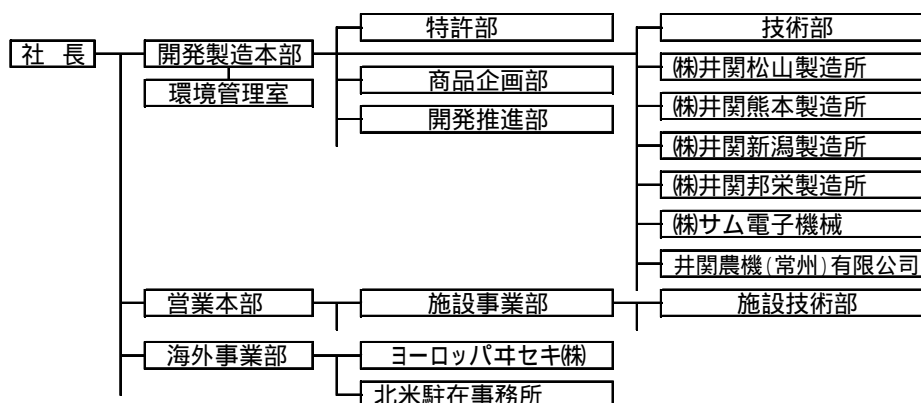 特許部
技術部
社長
開発製造本部
㈱井関松山製造所
環境管理室
商品企画部
㈱井関熊本製造所
開発推進部
㈱井関新潟製造所
㈱井関邦栄製造所
㈱サム電子機械
井関農機(常州)有限公司
営業本部
施設事業部
施設技術部
海外事業部
ヨーロッパヰセキ㈱
北米駐在事務所